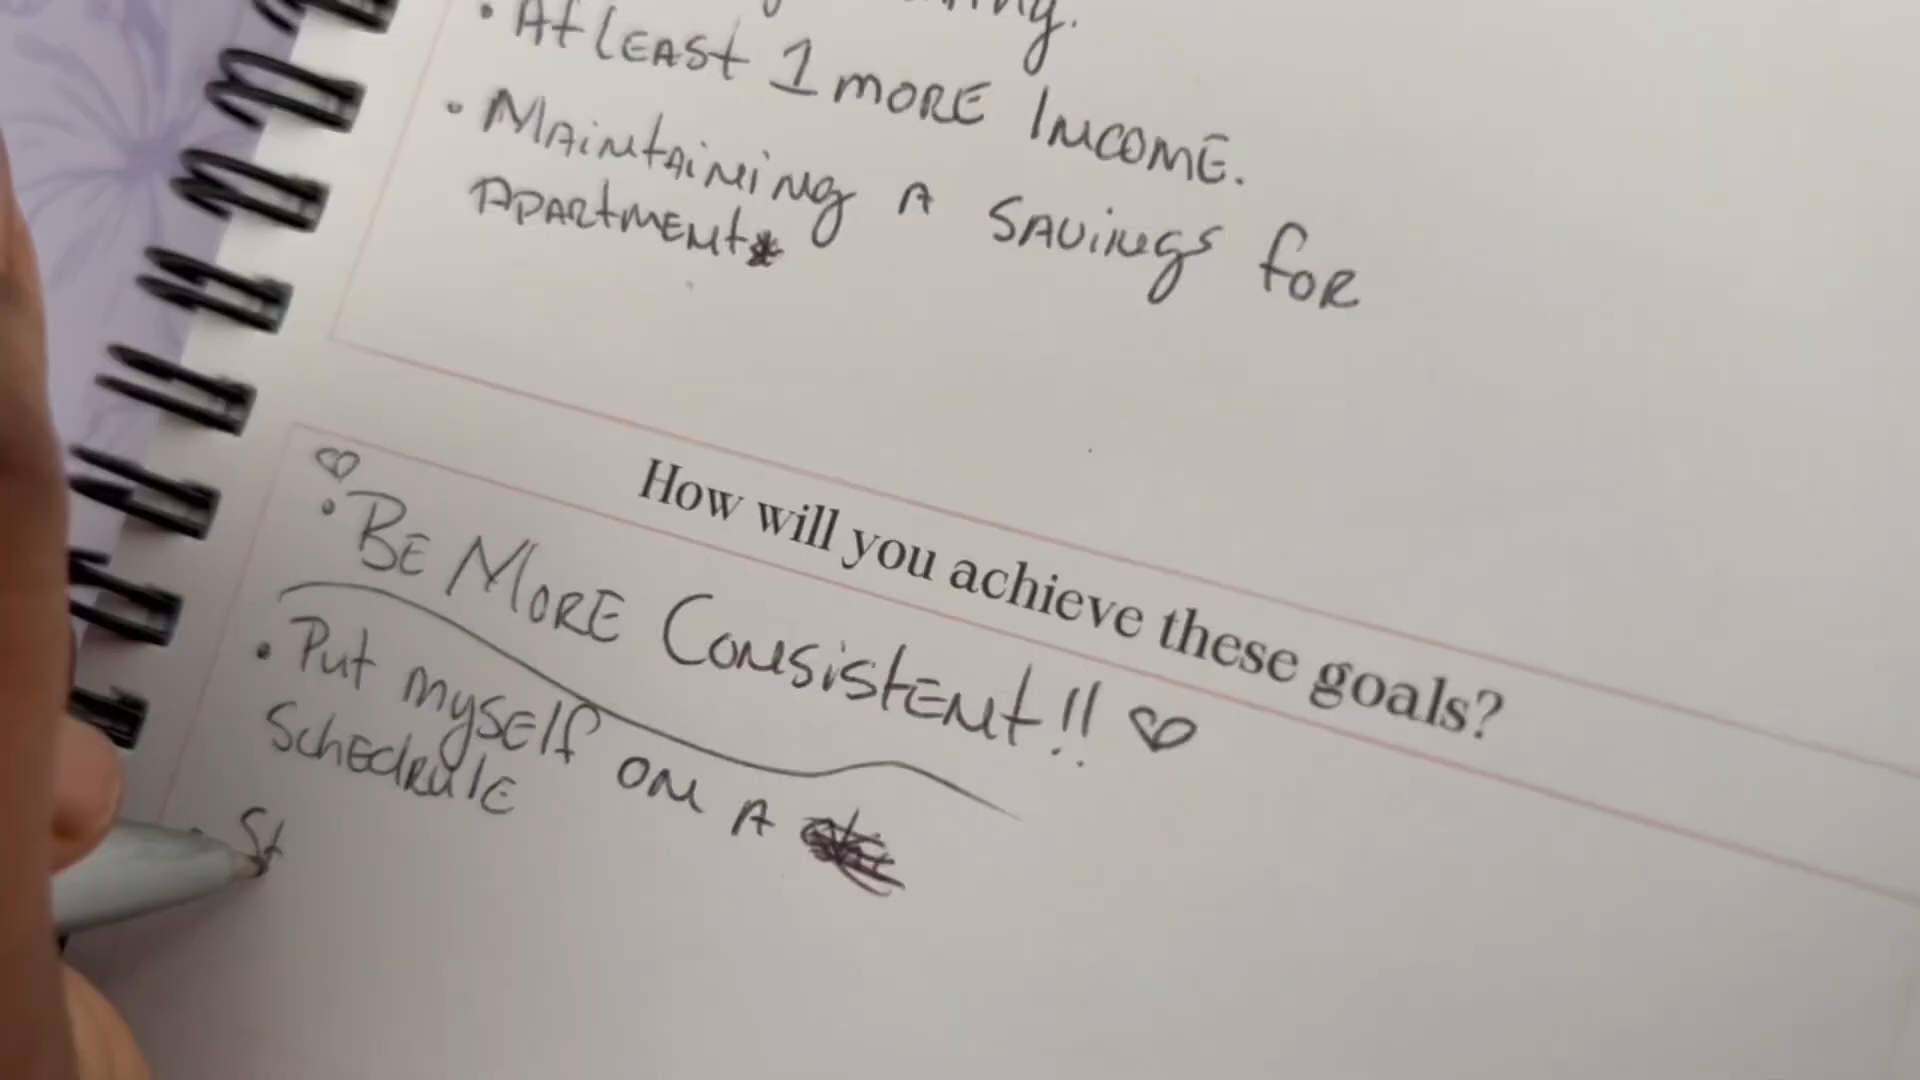 • At least 1 more Income.
• Maintaining a savings for
Apartment*
How will you achieve these goals?
• Be More Consistent!! ♡
• Put myself on a
Schedule
• St